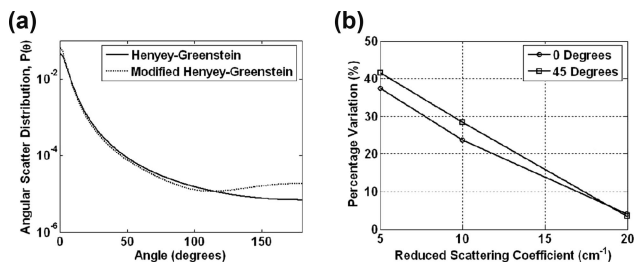 (a)
Angular Scatter Distribution, P(θ)
10-2
10-4
10-6
Henyey-Greenstein
Modified Henyey-Greenstein
0
50
100
150
Angle (degrees)
(b)
Percentage Variation (%)
50
40
30
20
10
0
0 Degrees
45 Degrees
5
10
20
Reduced Scattering Coefficient (cm-1)